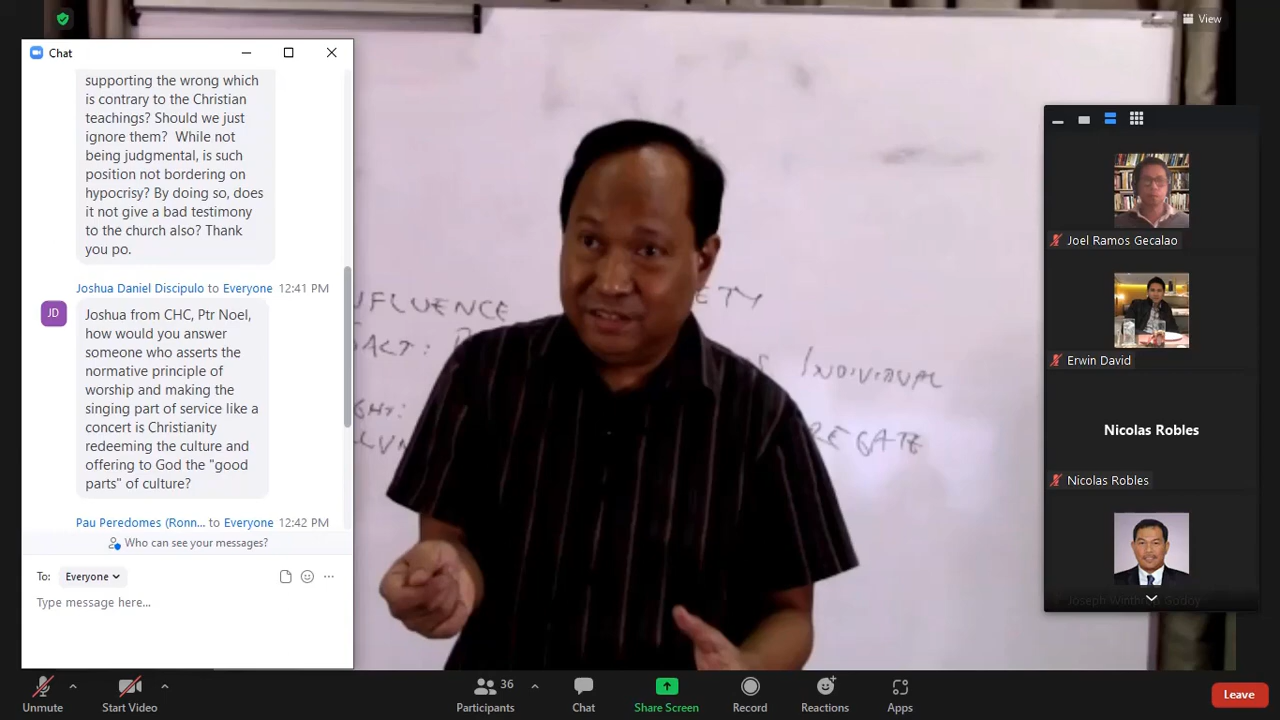 View
Chat
supporting the wrong which
is contrary to the Christian
teachings? Should we just
ignore them?  While not
being judgmental, is such
position not bordering on
hypocrisy? By doing so, does
it not give a bad testimony
to the church also? Thank
you po.
Joshua Daniel Discipulo to Everyone 12:41 PM
JD
Joshua from CHC, Ptr Noel,
how would you answer
someone who asserts the
normative principle of
worship and making the
singing part of service like a
concert is Christianity
redeeming the culture and
offering to God the "good
parts" of culture?
Pau Peredomes (Ronn... to Everyone 12:42 PM
Who can see your messages?
To: Everyone
Type message here...
NFLUENCE ETY
INDIVIDUAL
REGATE
Joel Ramos Gecalao
Erwin David
Nicolas Robles
Nicolas Robles
Joseph Winthrop Godoy
Unmute
Start Video
36
Participants
Chat
Share Screen
Record
Reactions
Apps
Leave